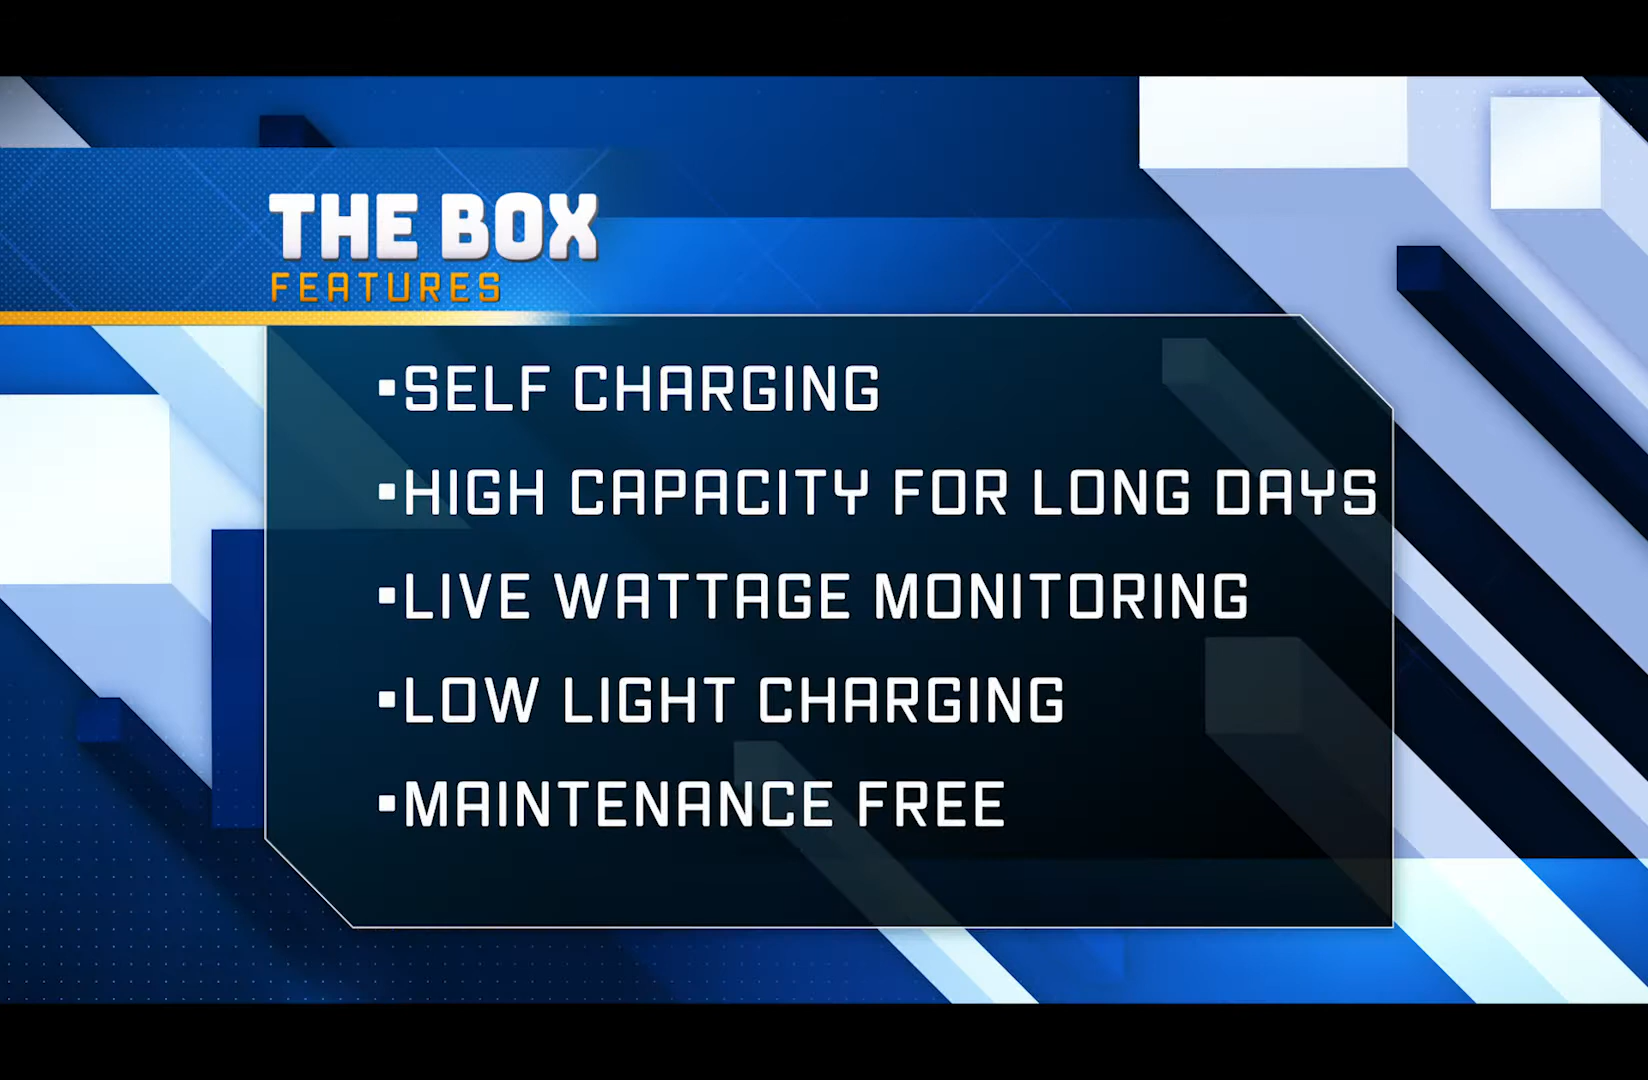 THE BOX
FEATURES
▪SELF CHARGING
▪HIGH CAPACITY FOR LONG DAYS
▪LIVE WATTAGE MONITORING
▪LOW LIGHT CHARGING
▪MAINTENANCE FREE